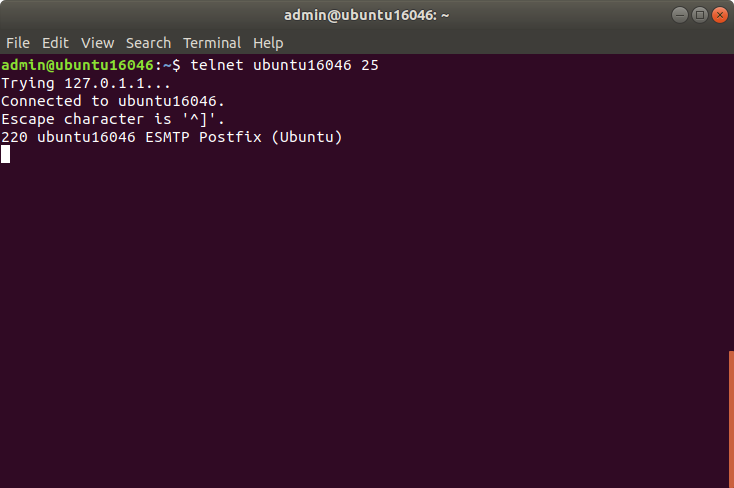 admin@ubuntu16046: ~
File Edit View Search Terminal Help
admin@ubuntu16046:~$ telnet ubuntu16046 25
Trying 127.0.1.1...
Connected to ubuntu16046.
Escape character is '^]'.
220 ubuntu16046 ESMTP Postfix (Ubuntu)